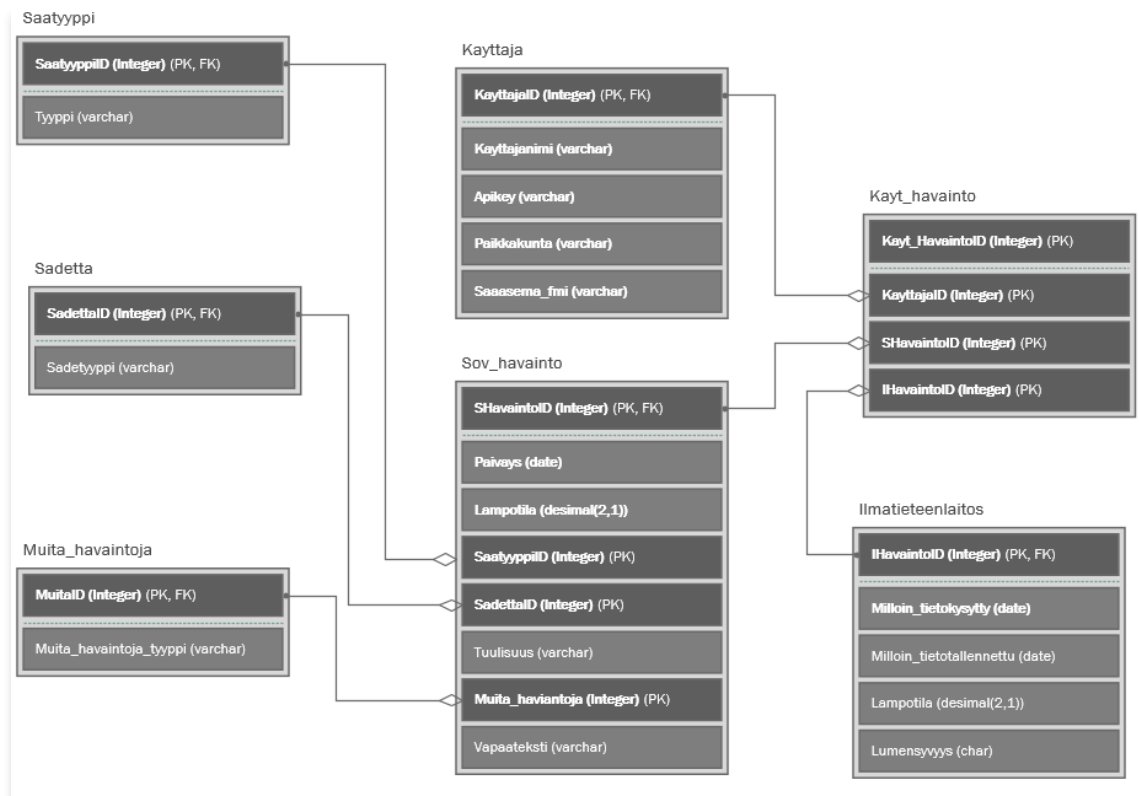 Saatyyppi
SaatyyppiID (Integer) (PK, FK)
Tyyppi (varchar)
Sadetta
SadettaID (Integer) (PK, FK)
Sadetyyppi (varchar)
Muita_havaintoja
MuitaID (Integer) (PK, FK)
Muita_havaintoja_tyyppi (varchar)
Kayttaja
KayttajaID (Integer) (PK, FK)
Kayttajanimi (varchar)
Apikey (varchar)
Paikkakunta (varchar)
Saaasema_fmi (varchar)
Sov_havainto
SHavaintoID (Integer) (PK, FK)
Paivays (date)
Lampotila (desimal(2,1))
SaatyyppiID (Integer) (PK)
SadettaID (Integer) (PK)
Tuulisuus (varchar)
Muita_haviantoja (Integer) (PK)
Vapaateksti (varchar)
Kayt_havainto
Kayt_HavaintoID (Integer) (PK)
KayttajaID (Integer) (PK)
SHavaintoID (Integer) (PK)
IHavaintoID (Integer) (PK)
Ilmatieteenlaitos
IHavaintoID (Integer) (PK, FK)
Milloin_tietokysytty (date)
Milloin_tietotallennettu (date)
Lampotila (desimal(2,1))
Lumensyvyys (char)